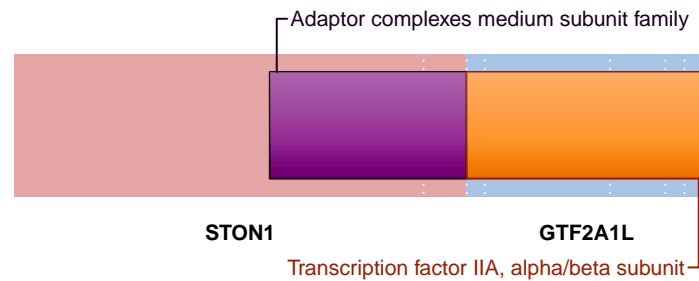 Adaptor complexes medium subunit family
STON1
GTF2A1L
Transcription factor IIA, alpha/beta subunit